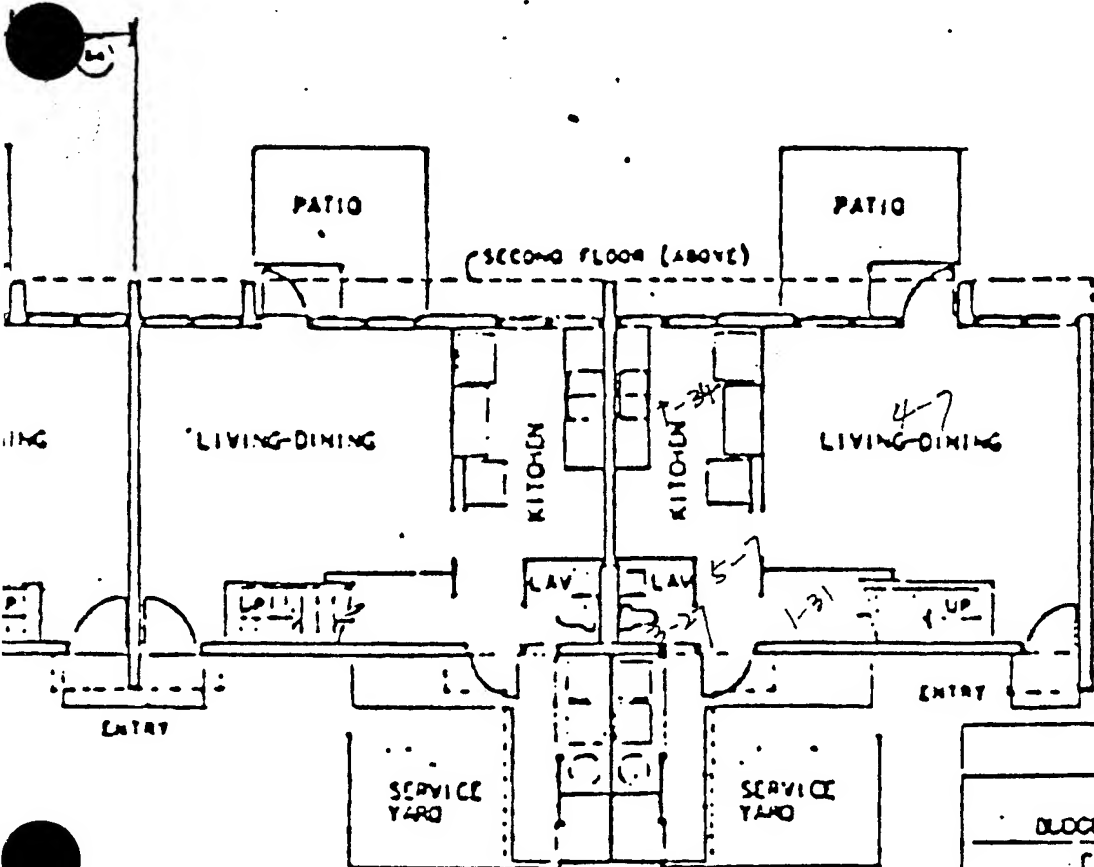 PATIO
PATIO
SECOND FLOOR (ABOVE)
LIVING-DINING
KITCHEN
KITCHEN
LIVING-DINING
4-7
5-7
1-31
LAV
LAV
UP
ENTRY
ENTRY
SERVICE
YARD
SERVICE
YARD